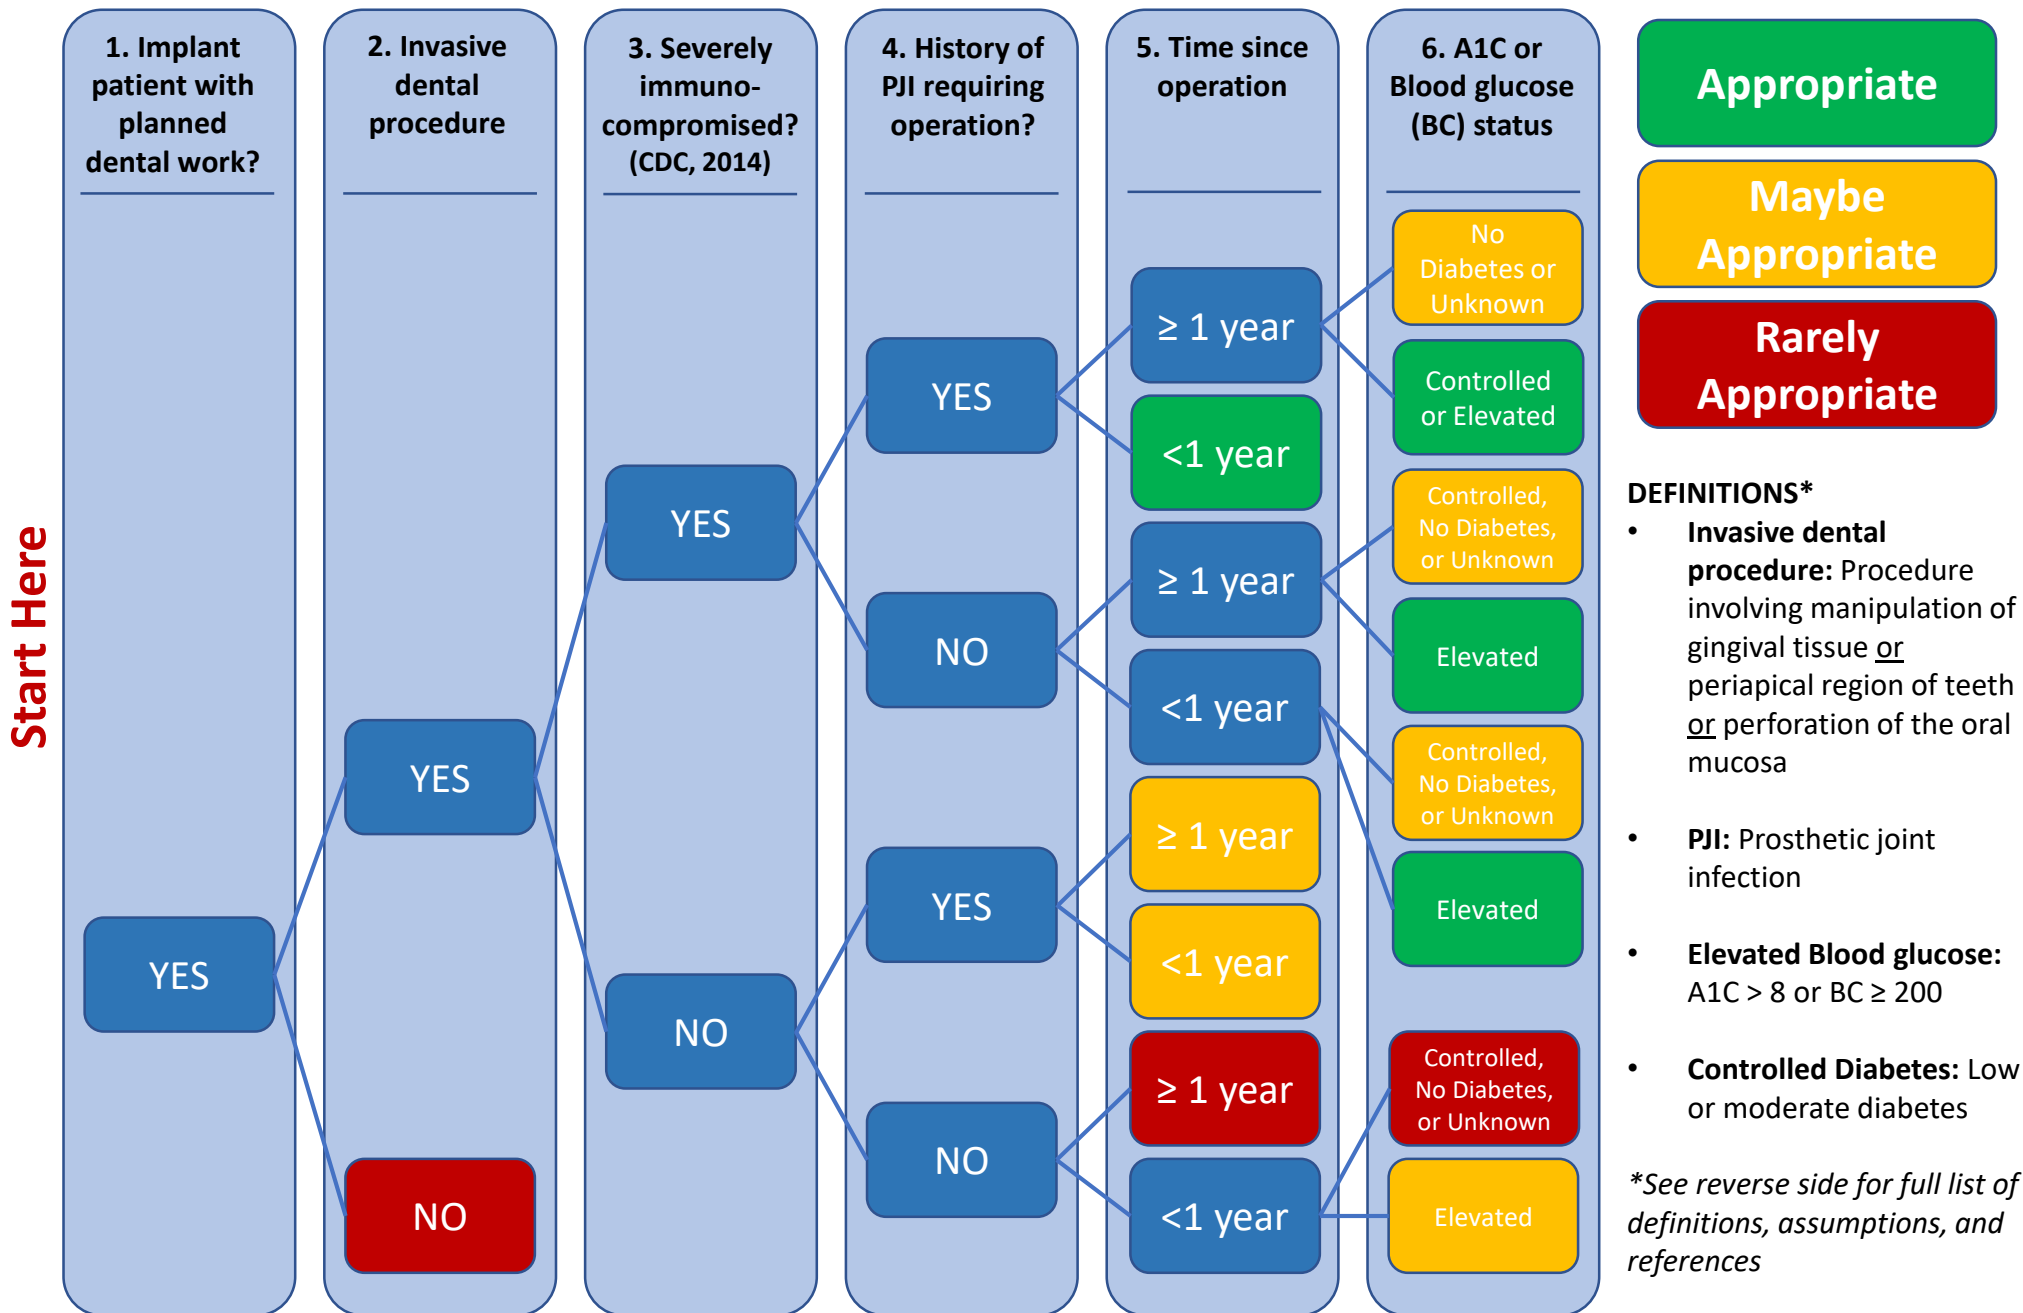 Start Here
1. Implant
patient with
planned
dental work?
YES
2. Invasive
dental
procedure
YES
NO
3. Severely
immuno-
compromised?
(CDC, 2014)
YES
NO
4. History of
PJI requiring
operation?
YES
NO
YES
NO
5. Time since
operation
≥ 1 year
<1 year
≥ 1 year
<1 year
≥ 1 year
<1 year
≥ 1 year
<1 year
6. A1C or
Blood glucose
(BC) status
No
Diabetes or
Unknown
Controlled
or Elevated
Controlled,
No Diabetes,
or Unknown
Elevated
Controlled,
No Diabetes,
or Unknown
Elevated
Controlled,
No Diabetes,
or Unknown
Elevated
Appropriate
Maybe
Appropriate
Rarely
Appropriate
DEFINITIONS*
• Invasive dental
procedure: Procedure
involving manipulation of
gingival tissue or
periapical region of teeth
or perforation of the oral
mucosa
• PJI: Prosthetic joint
infection
• Elevated Blood glucose:
A1C > 8 or BC ≥ 200
• Controlled Diabetes: Low
or moderate diabetes
*See reverse side for full list of
definitions, assumptions, and
references